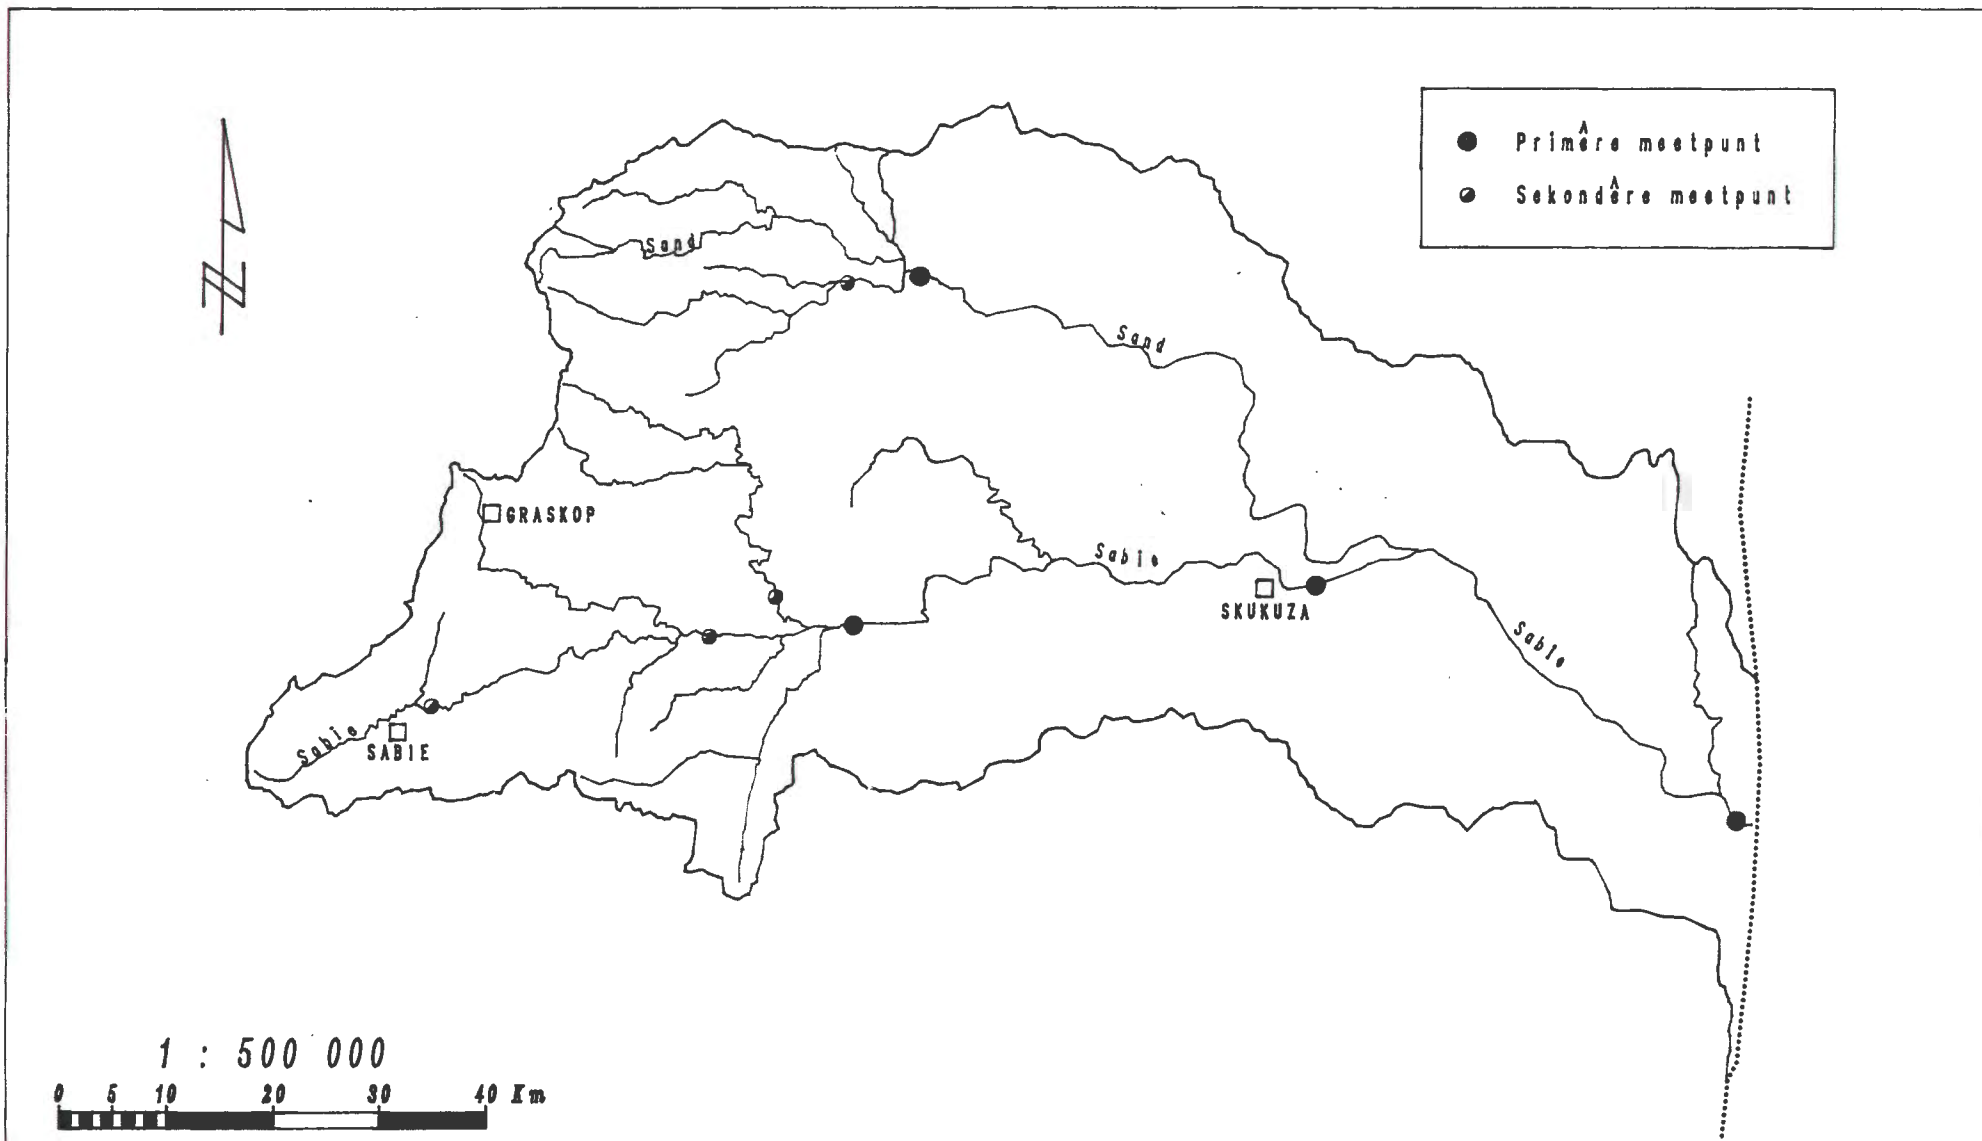 Primêre meetpunt
Sekondêre meetpunt
Sand
Sand
GRASKOP
Sabie
SKUKUZA
Sabie
Sabie
SABIE
N
1 : 500 000
0 5 10 20 30 40 Km